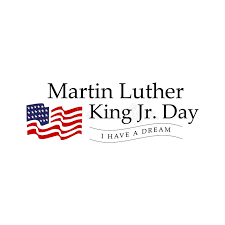 Martin Luther
King Jr. Day
I HAVE A DREAM